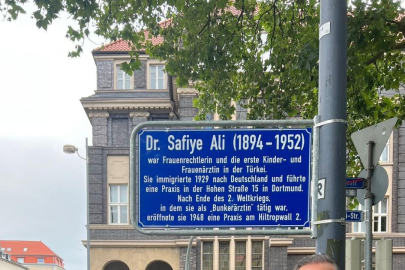 Dr. Safiye Ali (1894-1952)
war Frauenrechtlerin und die erste Kinder- und
Frauenärztin in der Türkei.
Sie immigrierte 1929 nach Deutschland und führte
eine Praxis in der Hohen Straße 15 in Dortmund.
Nach Ende des 2. Weltkriegs,
in dem sie als „Bunkerärztin" tätig war,
eröffnete sie 1948 eine Praxis am Hiltropwall 2.
-Str.